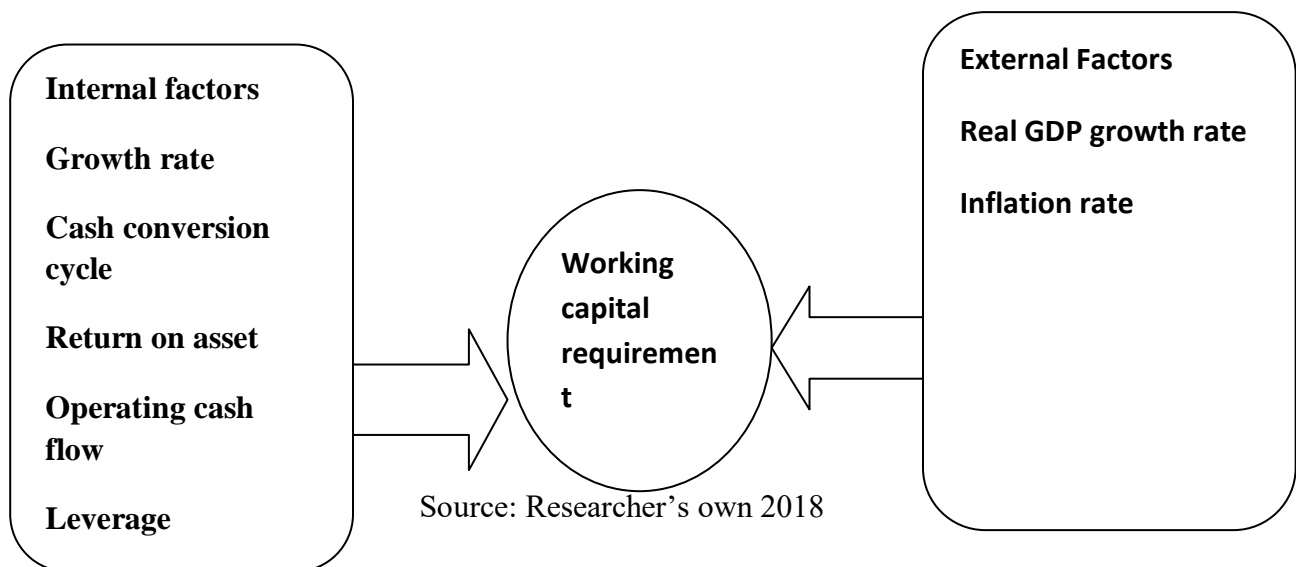 Internal factors
Growth rate
Cash conversion
cycle
Return on asset
Operating cash
flow
Leverage
Working
capital
requiremen
t
External Factors
Real GDP growth rate
Inflation rate
Source: Researcher’s own 2018